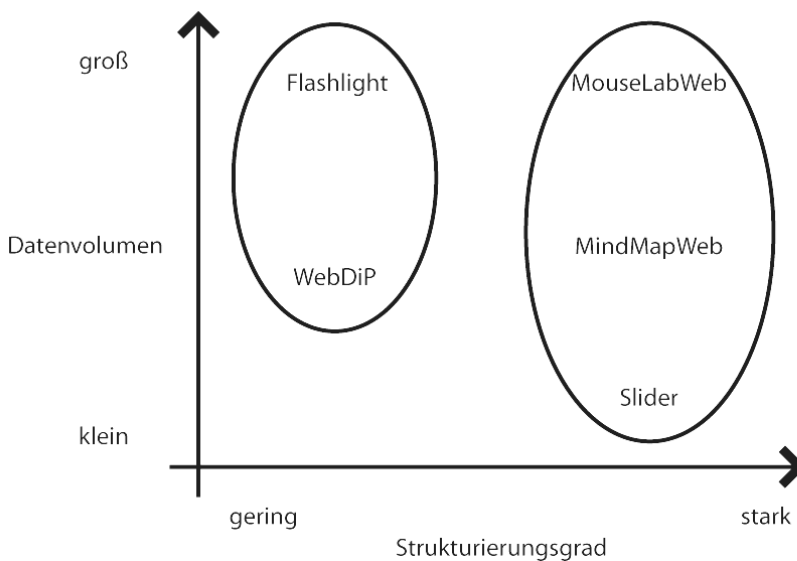 groß
Flashlight
MouseLabWeb
Datenvolumen
MindMapWeb
WebDiP
Slider
klein
gering
stark
Strukturierungsgrad